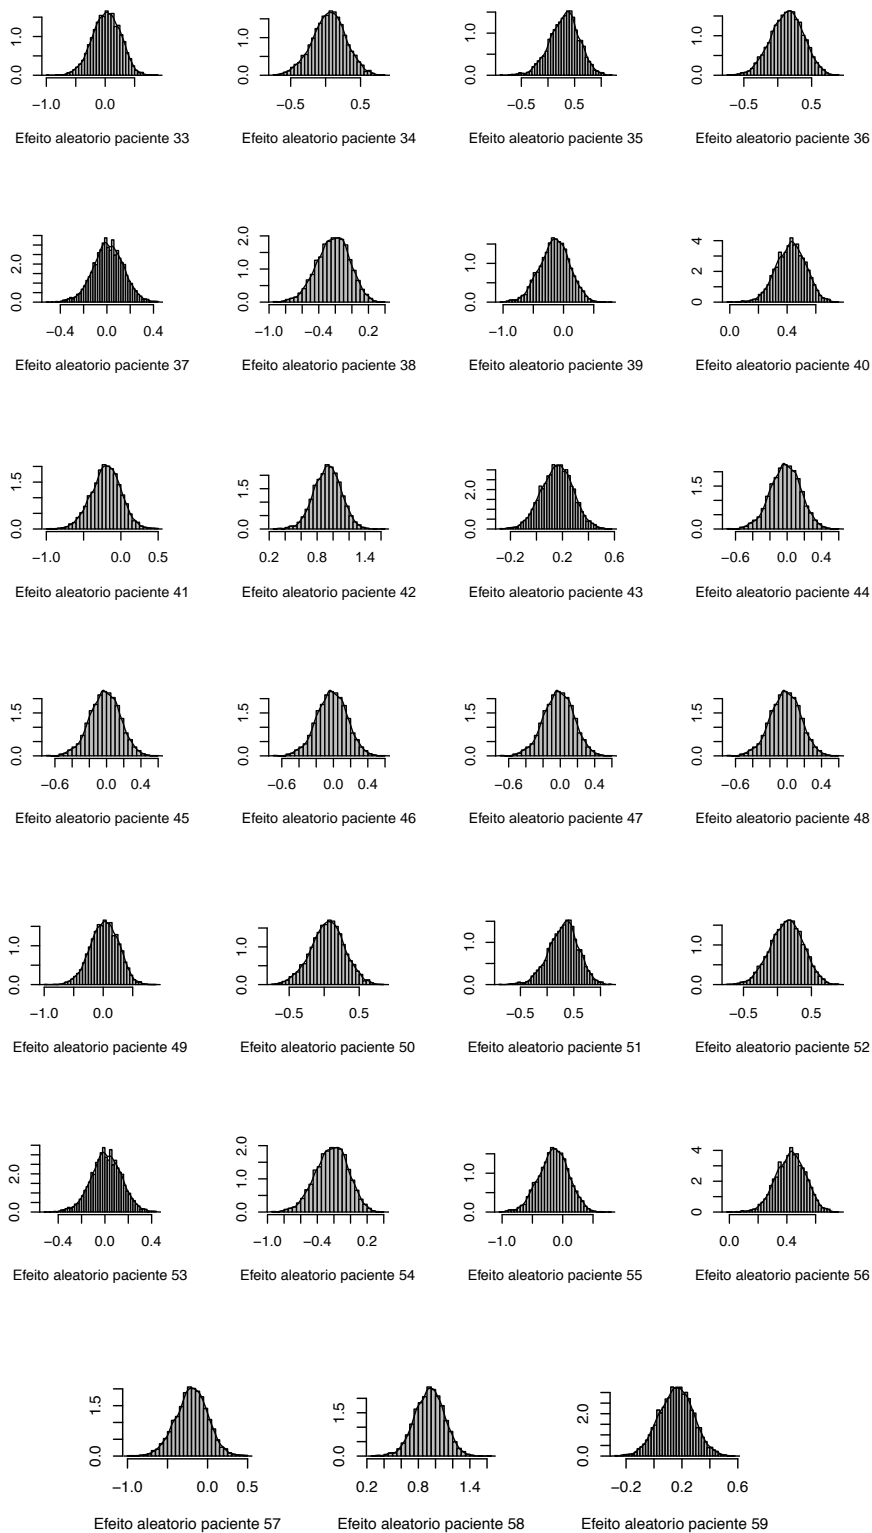 0.0 1.0
−1.0 0.0
Efeito aleatorio paciente 33
0.0 1.0
−0.5 0.5
Efeito aleatorio paciente 34
0.0 1.0
−0.5 0.5
Efeito aleatorio paciente 35
0.0 1.0
−0.5 0.5
Efeito aleatorio paciente 36
0.0 2.0
−0.4 0.0 0.4
Efeito aleatorio paciente 37
0.0 1.0 2.0
−1.0 −0.4 0.2
Efeito aleatorio paciente 38
0.0 1.0
−1.0 0.0
Efeito aleatorio paciente 39
0 2 4
0.0 0.4
Efeito aleatorio paciente 40
0.0 1.5
−1.0 0.0 0.5
Efeito aleatorio paciente 41
0.0 1.5
0.2 0.8 1.4
Efeito aleatorio paciente 42
0.0 2.0
−0.2 0.2 0.6
Efeito aleatorio paciente 43
0.0 1.5
−0.6 0.0 0.4
Efeito aleatorio paciente 44
0.0 1.5
−0.6 0.0 0.4
Efeito aleatorio paciente 45
0.0 1.5
−0.6 0.0 0.4
Efeito aleatorio paciente 46
0.0 1.5
−0.6 0.0 0.4
Efeito aleatorio paciente 47
0.0 1.5
−0.6 0.0 0.4
Efeito aleatorio paciente 48
0.0 1.0
−1.0 0.0
Efeito aleatorio paciente 49
0.0 1.0
−0.5 0.5
Efeito aleatorio paciente 50
0.0 1.0
−0.5 0.5
Efeito aleatorio paciente 51
0.0 1.0
−0.5 0.5
Efeito aleatorio paciente 52
0.0 2.0
−0.4 0.0 0.4
Efeito aleatorio paciente 53
0.0 1.0 2.0
−1.0 −0.4 0.2
Efeito aleatorio paciente 54
0.0 1.0
−1.0 0.0
Efeito aleatorio paciente 55
0 2 4
0.0 0.4
Efeito aleatorio paciente 56
0.0 1.5
−1.0 0.0 0.5
Efeito aleatorio paciente 57
0.0 1.5
0.2 0.8 1.4
Efeito aleatorio paciente 58
0.0 2.0
−0.2 0.2 0.6
Efeito aleatorio paciente 59